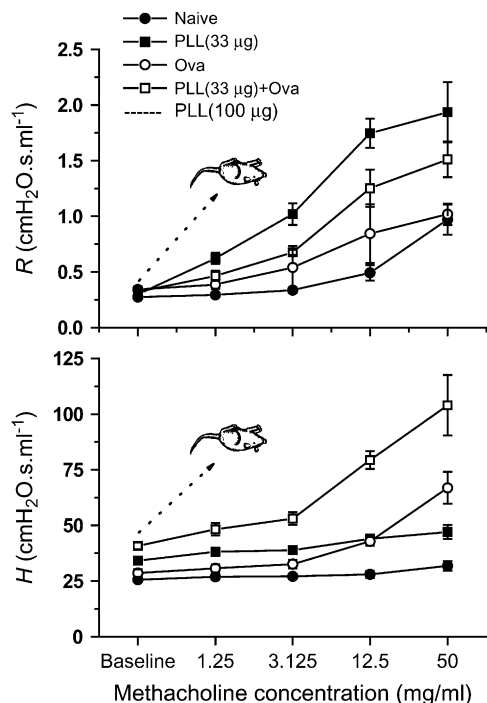 Naive
PLL(33 µg)
Ova
PLL(33 µg)+Ova
PLL(100 µg)
2.5
2.0
1.5
1.0
0.5
0.0
R (cmH₂O.s.ml⁻¹)
125
100
75
50
25
0
H (cmH₂O.s.ml⁻¹)
Baseline 1.25 3.125 12.5 50
Methacholine concentration (mg/ml)